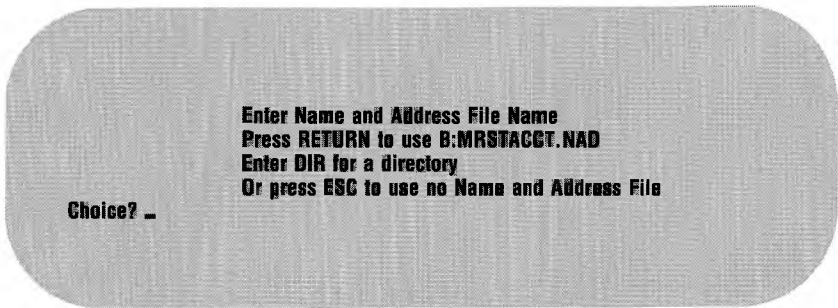 Enter Name and Address File Name
Press RETURN to use B:MRSTACCT.NAD
Enter DIR for a directory
Or press ESC to use no Name and Address File
Choice? _